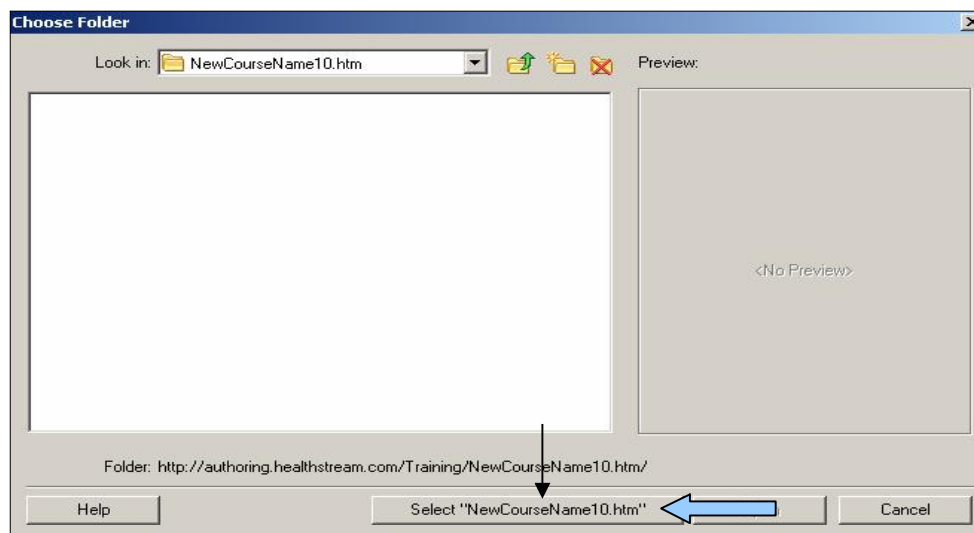 Choose Folder
Look in: NewCourseName10.htm
Preview:
<No Preview>
Folder: http://authoring.healthstream.com/Training/NewCourseName10.htm/
Help
Select "NewCourseName10.htm"
Cancel